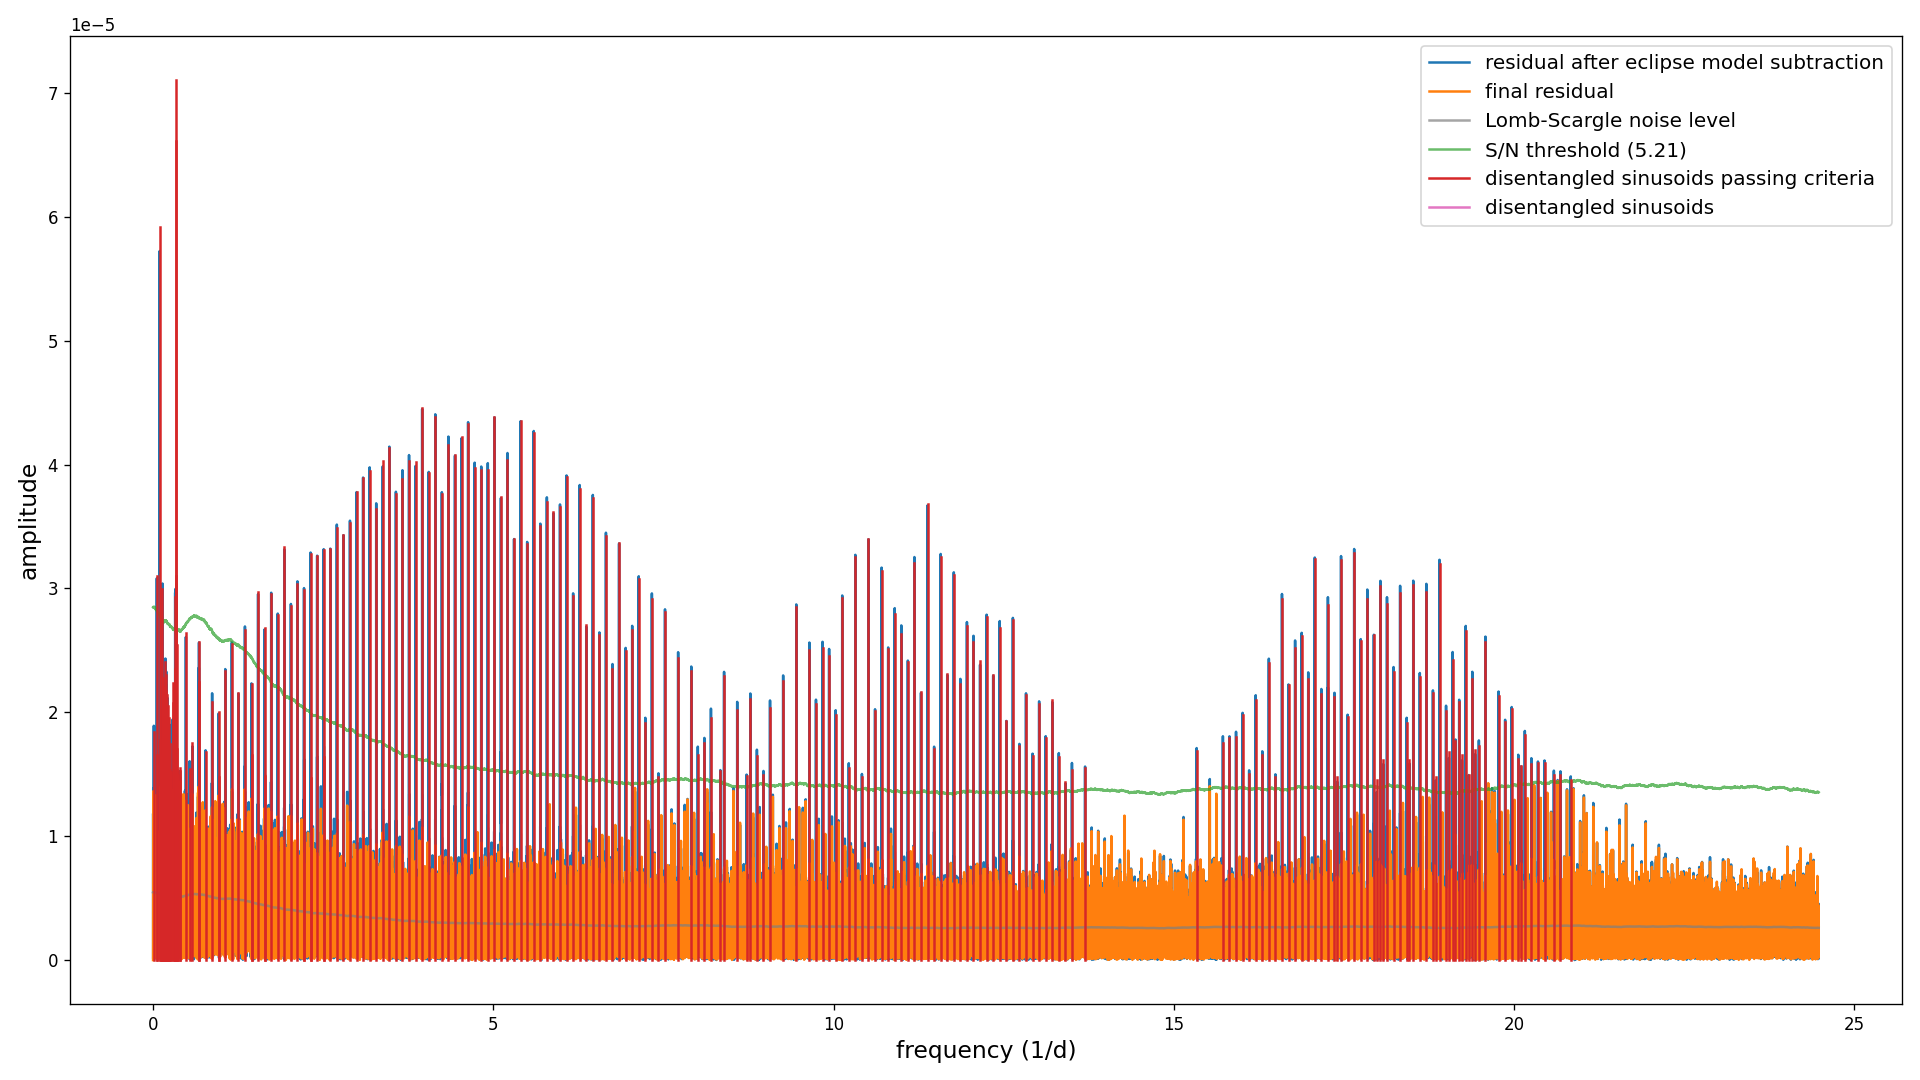 1e−5
residual after eclipse model subtraction
final residual
Lomb-Scargle noise level
S/N threshold (5.21)
disentangled sinusoids passing criteria
disentangled sinusoids
7
6
5
4
3
2
1
0
amplitude
0 5 10 15 20 25
frequency (1/d)